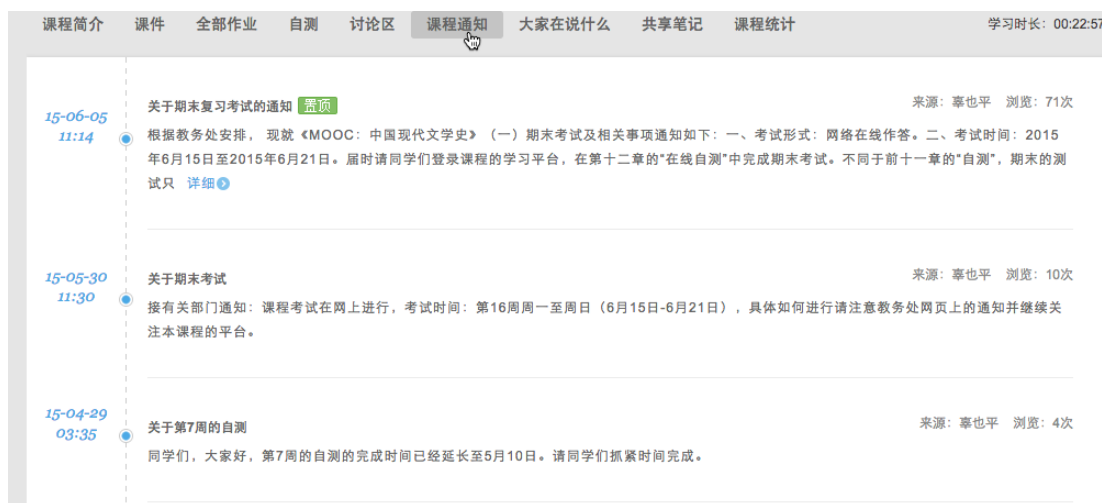 课程简介 课件 全部作业 自测 讨论区 课程通知 大家在说什么 共享笔记 课程统计 学习时长：00:22:57
15-06-05
11:14
关于期末复习考试的通知 置顶
来源：辜也平 浏览：71次
根据教务处安排， 现就《MOOC：中国现代文学史》（一）期末考试及相关事项通知如下：一、考试形式：网络在线作答。二、考试时间：2015
年6月15日至2015年6月21日。届时请同学们登录课程的学习平台，在第十二章的“在线自测”中完成期末考试。不同于前十一章的“自测”，期末的测
试只 详细
15-05-30
11:30
关于期末考试
来源：辜也平 浏览：10次
接有关部门通知：课程考试在网上进行，考试时间：第16周周一至周日（6月15日-6月21日），具体如何进行请注意教务处网页上的通知并继续关
注本课程的平台。
15-04-29
03:35
关于第7周的自测
来源：辜也平 浏览：4次
同学们，大家好，第7周的自测的完成时间已经延长至5月10日。请同学们抓紧时间完成。